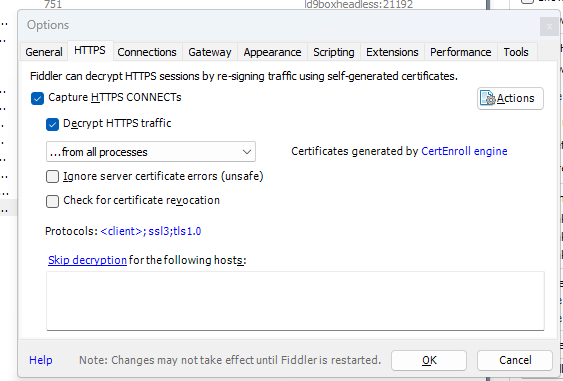 751
ld9boxheadless:21192
Options
General HTTPS Connections Gateway Appearance Scripting Extensions Performance Tools
Fiddler can decrypt HTTPS sessions by re-signing traffic using self-generated certificates.
Capture HTTPS CONNECTs
Actions
Decrypt HTTPS traffic
...from all processes
Certificates generated by CertEnroll engine
Ignore server certificate errors (unsafe)
Check for certificate revocation
Protocols: <client>; ssl3;tls1.0
Skip decryption for the following hosts:
Help
Note: Changes may not take effect until Fiddler is restarted.
OK
Cancel